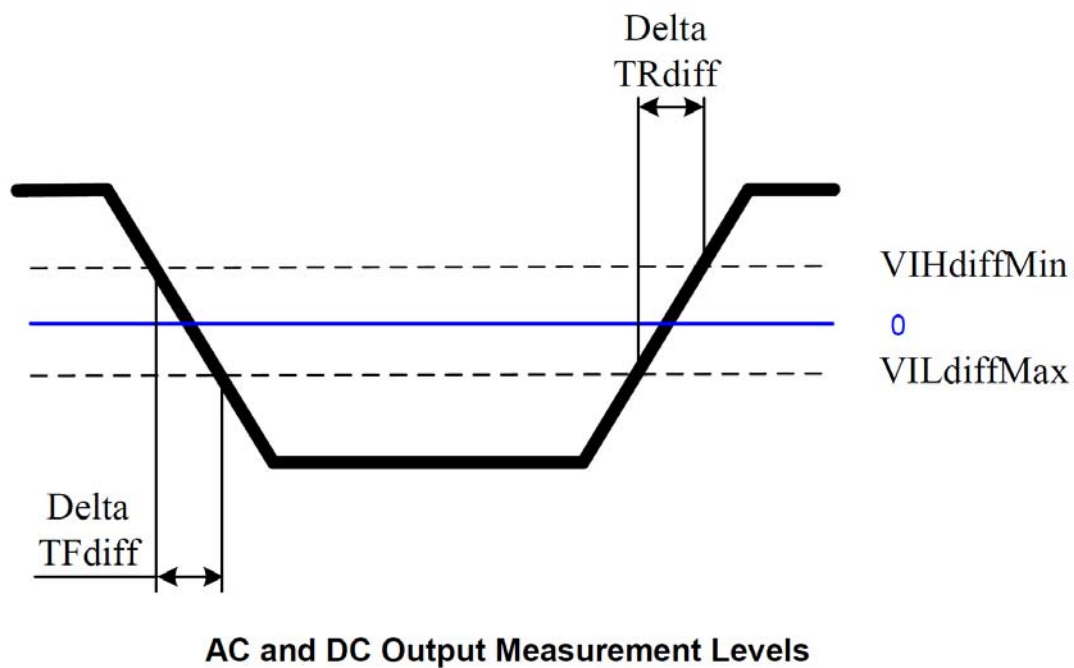 Delta
TRdiff
VIHdiffMin
0
VILdiffMax
Delta
TFdiff
AC and DC Output Measurement Levels